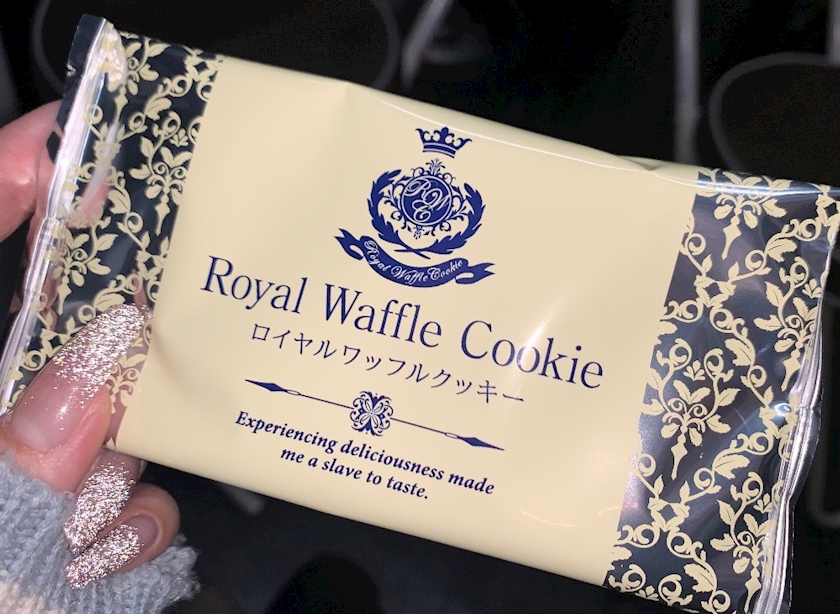 RWC
Royal Waffle Cookie
Royal Waffle Cookie
ロイヤルワッフルクッキー
Experiencing deliciousness made
me a slave to taste.